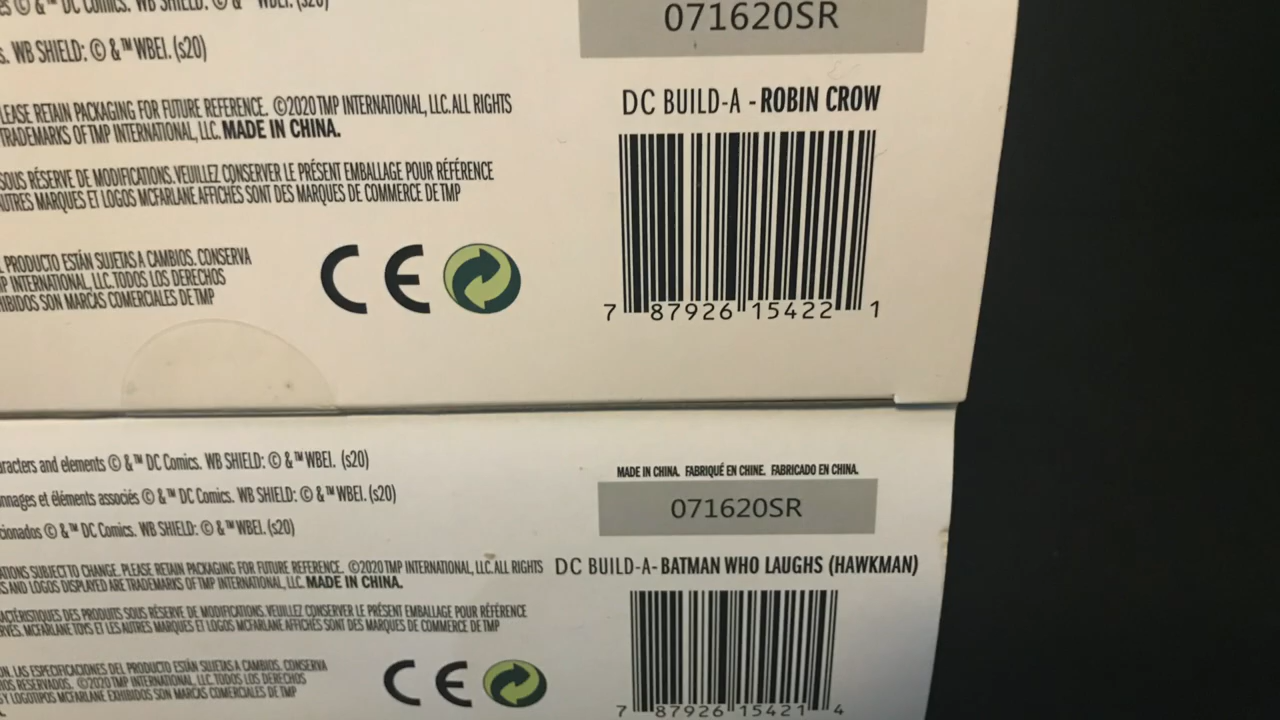 DC COMICS. WB SHIELD: © & ™ WBEI. (s20)
071620SR
s. WB SHIELD: © & ™ WBEI. (s20)
DC BUILD-A - ROBIN CROW
LEASE RETAIN PACKAGING FOR FUTURE REFERENCE. ©2020 TMP INTERNATIONAL, LLC. ALL RIGHTS
TRADEMARKS OF TMP INTERNATIONAL, LLC. MADE IN CHINA.
SOUS RÉSERVE DE MODIFICATIONS. VEUILLEZ CONSERVER LE PRÉSENT EMBALLAGE POUR RÉFÉRENCE
AUTRES MARQUES ET LOGOS MCFARLANE AFFICHÉS SONT DES MARQUES DE COMMERCE DE TMP
PRODUCTO ESTÁN SUJETAS A CAMBIOS. CONSERVA
INTERNATIONAL, LLC. TODOS LOS DERECHOS
HIBIDOS SON MARCAS COMERCIALES DE TMP
CE
7 87926 15422 1
aracters and elements © & ™ DC Comics. WB SHIELD: © & ™ WBEI. (s20)
MADE IN CHINA. FABRIQUÉ EN CHINE. FABRICADO EN CHINA.
nnages et éléments associés © & ™ DC Comics. WB SHIELD: © & ™ WBEI. (s20)
071620SR
cionados © & ™ DC Comics. WB SHIELD: © & ™ WBEI. (s20)
ATIONS SUBJECT TO CHANGE. PLEASE RETAIN PACKAGING FOR FUTURE REFERENCE. ©2020 TMP INTERNATIONAL, LLC. ALL RIGHTS
S AND LOGOS DISPLAYED ARE TRADEMARKS OF TMP INTERNATIONAL, LLC. MADE IN CHINA.
DC BUILD-A- BATMAN WHO LAUGHS (HAWKMAN)
ACTÉRISTIQUES DES PRODUITS SOUS RÉSERVE DE MODIFICATIONS. VEUILLEZ CONSERVER LE PRÉSENT EMBALLAGE POUR RÉFÉRENCE
RVÉS. MCFARLANE TOYS ET LES AUTRES MARQUES ET LOGOS MCFARLANE AFFICHÉS SONT DES MARQUES DE COMMERCE DE TMP
ON. LAS ESPECIFICACIONES DEL PRODUCTO ESTÁN SUJETAS A CAMBIOS. CONSERVA
OS RESERVADOS. ©2020 TMP INTERNATIONAL, LLC. TODOS LOS DERECHOS
Y LOGOTIPOS MCFARLANE EXHIBIDOS SON MARCAS COMERCIALES DE TMP
CE
7 87926 15421 4